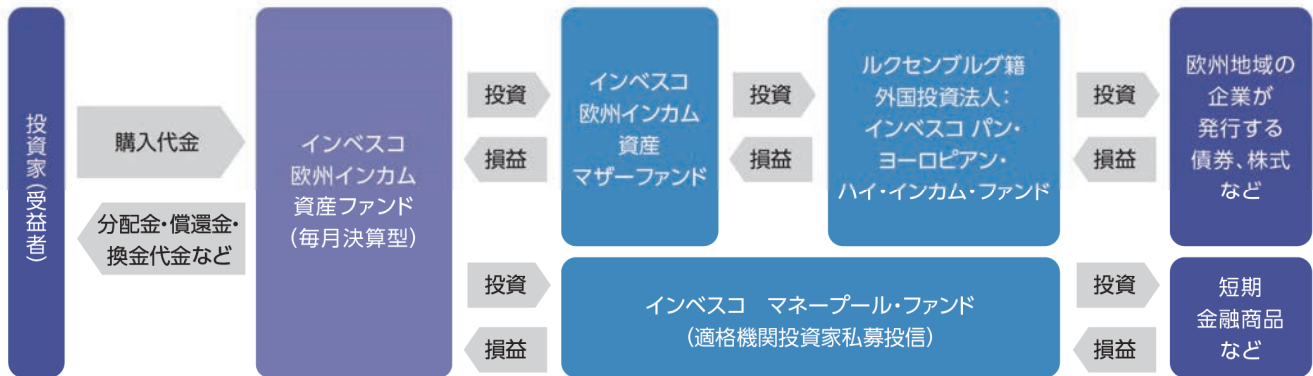 投資家(受益者)
購入代金
分配金・償還金・
換金代金など
インベスコ
欧州インカム
資産ファンド
(毎月決算型)
投資
損益
インベスコ
欧州インカム
資産
マザーファンド
投資
損益
ルクセンブルグ籍
外国投資法人:
インベスコ パン・
ヨーロピアン・
ハイ・インカム・ファンド
投資
損益
欧州地域の
企業が
発行する
債券、株式
など
投資
損益
インベスコ　マネープール・ファンド
(適格機関投資家私募投信)
投資
損益
短期
金融商品
など